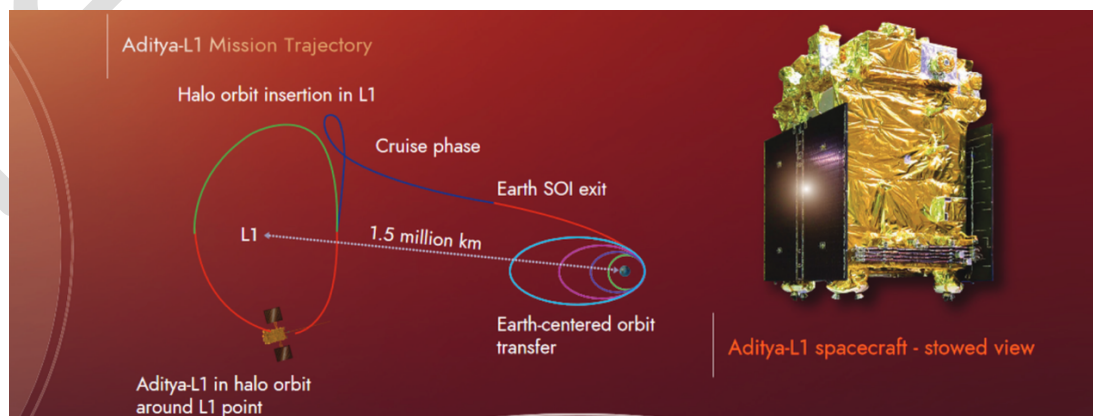 Aditya-L1 Mission Trajectory
Halo orbit insertion in L1
Cruise phase
Earth SOI exit
L1
1.5 million km
Earth-centered orbit
transfer
Aditya-L1 in halo orbit
around L1 point
Aditya-L1 spacecraft - stowed view